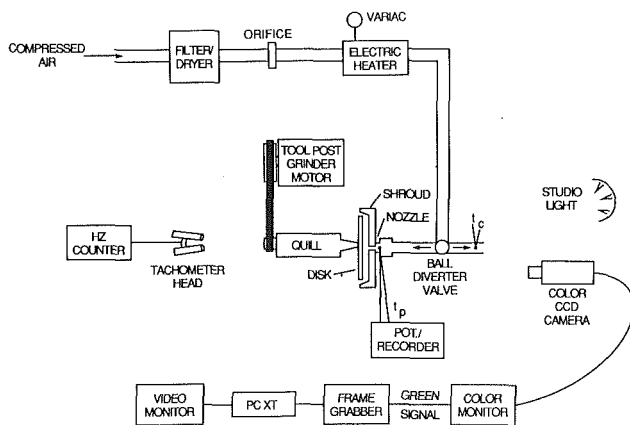 VARIAC
ORIFICE
COMPRESSED
AIR
FILTER/
DRYER
ELECTRIC
HEATER
TOOL POST
GRINDER
MOTOR
SHROUD
NOZZLE
STUDIO
LIGHT
t c
HZ
COUNTER
TACHOMETER
HEAD
QUILL
DISK
BALL
DIVERTER
VALVE
COLOR
CCD
CAMERA
t p
POT./
RECORDER
VIDEO
MONITOR
PC XT
FRAME
GRABBER
GREEN
SIGNAL
COLOR
MONITOR